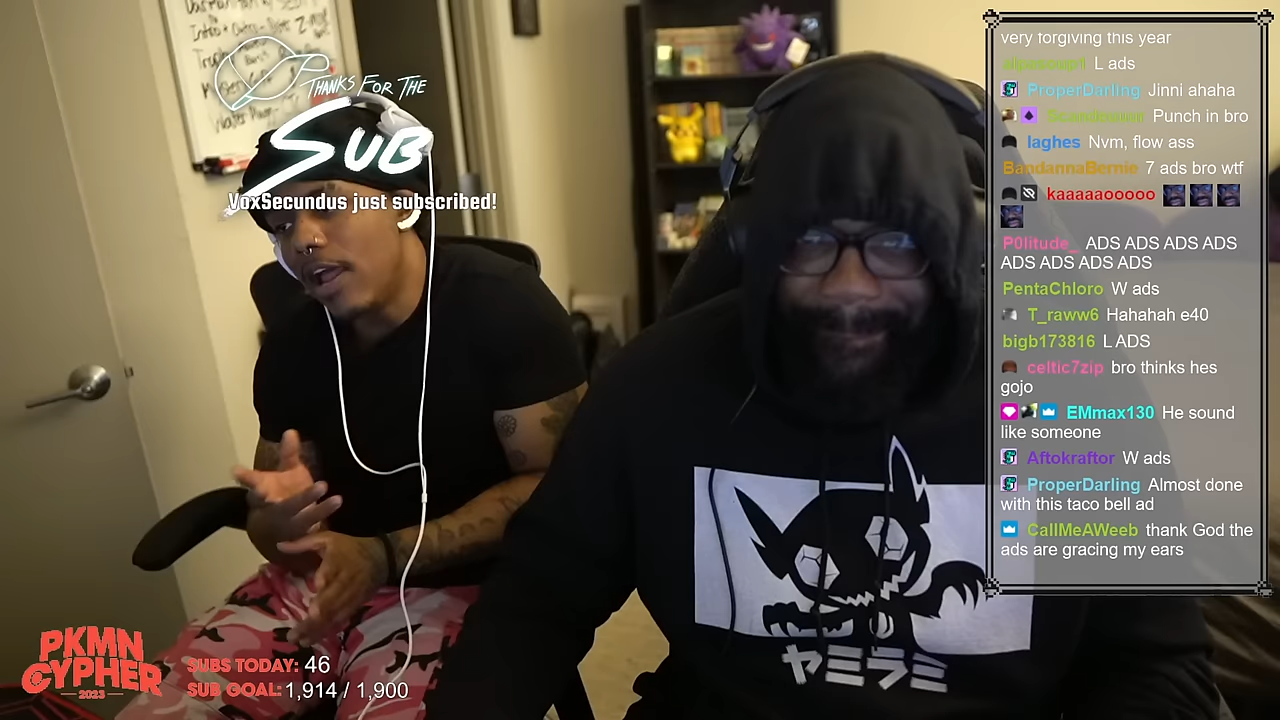 THANKS FOR THE
SUB
VoxSecundus just subscribed!
very forgiving this year
L ads
ProperDarling Jinni ahaha
Punch in bro
laghes Nvm, flow ass
BandannaBernie 7 ads bro wtf
kaaaaaooooo
P0litude_ ADS ADS ADS ADS
ADS ADS ADS ADS
PentaChloro W ads
T_raww6 Hahahah e40
bigb173816 L ADS
celtic7zip bro thinks hes
gojo
EMmax130 He sound
like someone
Aftokraftor W ads
ProperDarling Almost done
with this taco bell ad
CallMeAWeeb thank God the
ads are gracing my ears
ヤミラミ
PKMN
CYPHER
2023
SUBS TODAY: 46
SUB GOAL: 1,914 / 1,900